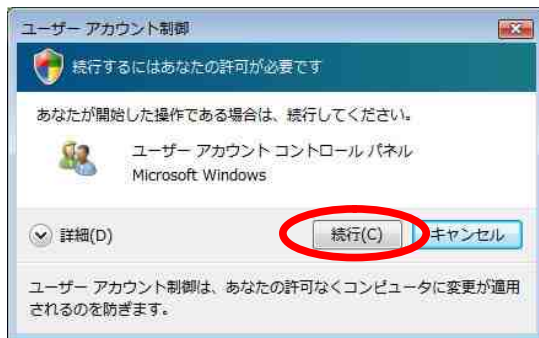 ユーザー アカウント制御
続行するにはあなたの許可が必要です
あなたが開始した操作である場合は、続行してください。
ユーザー アカウント コントロール パネル
Microsoft Windows
詳細(D)
続行(C)
キャンセル
ユーザー アカウント制御は、あなたの許可なくコンピュータに変更が適用
されるのを防ぎます。